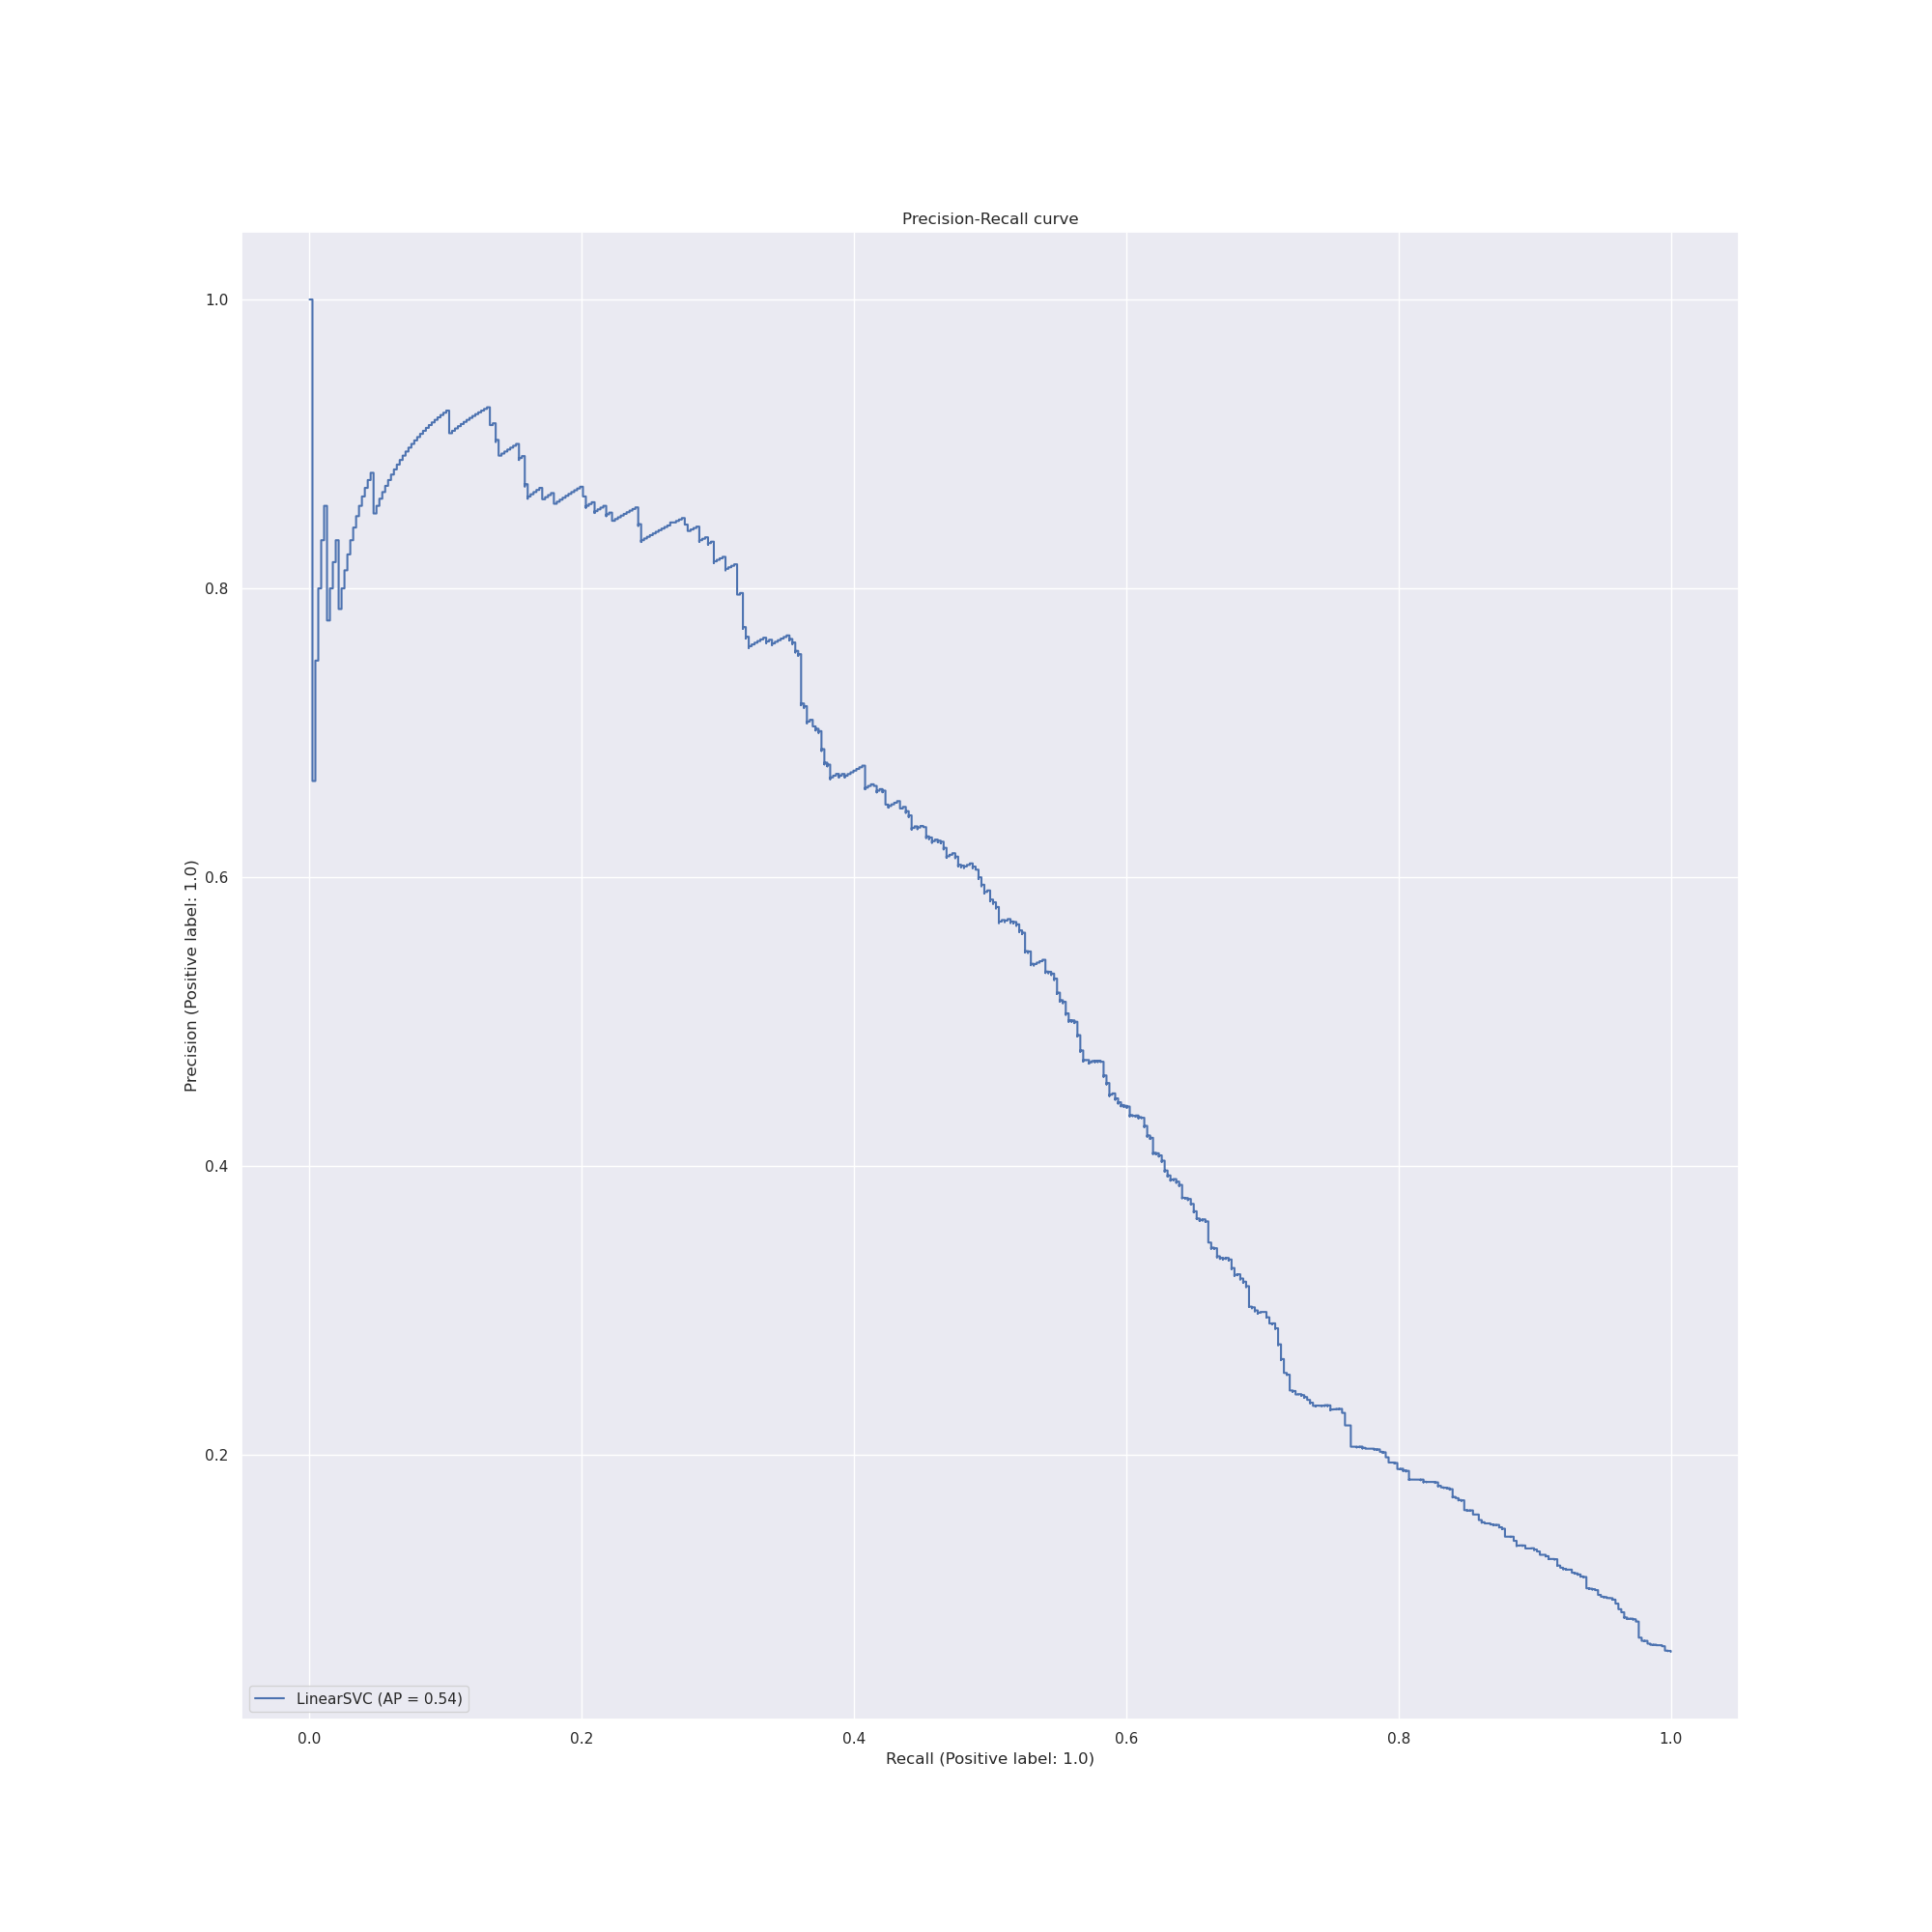 Precision-Recall curve
1.0
0.8
0.6
0.4
0.2
Precision (Positive label: 1.0)
LinearSVC (AP = 0.54)
0.0 0.2 0.4 0.6 0.8 1.0
Recall (Positive label: 1.0)